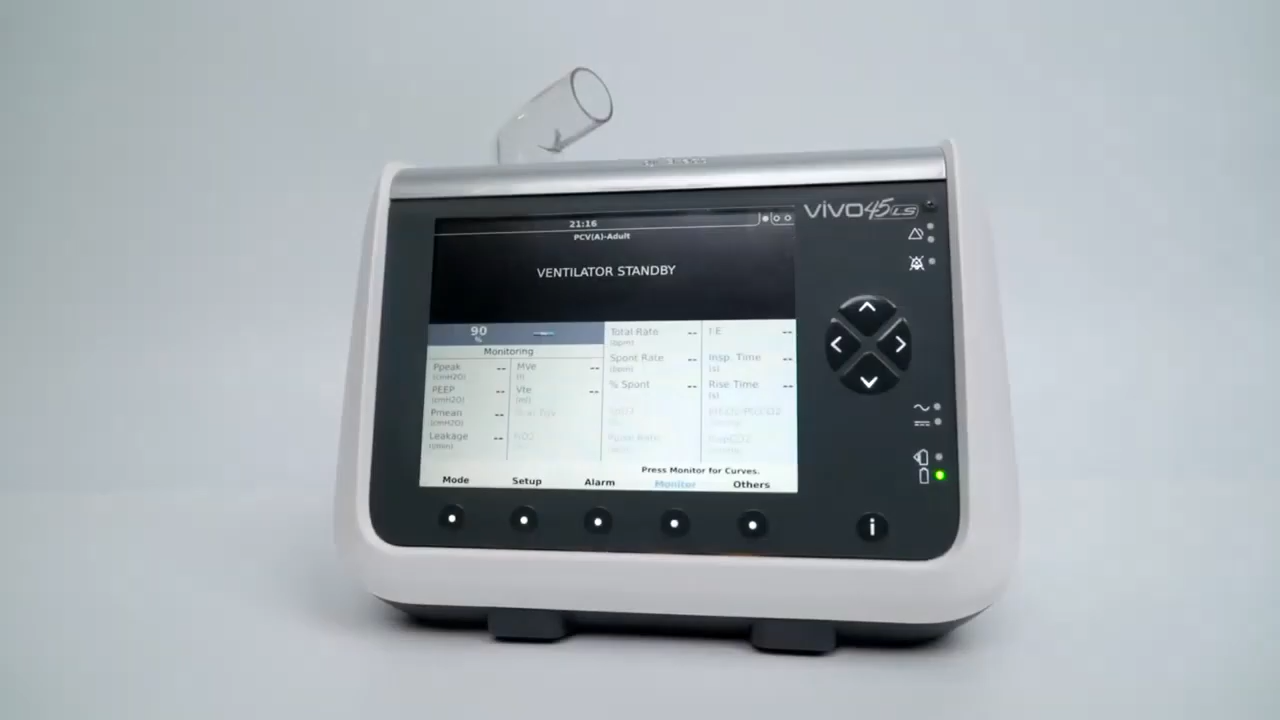 VIVO45 LS
21:16
PCV(A)-Adult
VENTILATOR STANDBY
90
%
Monitoring
Ppeak --
(cmH2O)
PEEP --
(cmH2O)
Pmean --
(cmH2O)
Leakage --
Mve --
(l)
Vte --
(ml)
Total Rate --
(bpm)
Spont Rate --
(bpm)
% Spont --
I:E --
Insp. Time --
(s)
Rise Time --
(s)
Press Monitor for Curves.
Mode Setup Alarm Monitor Others
i